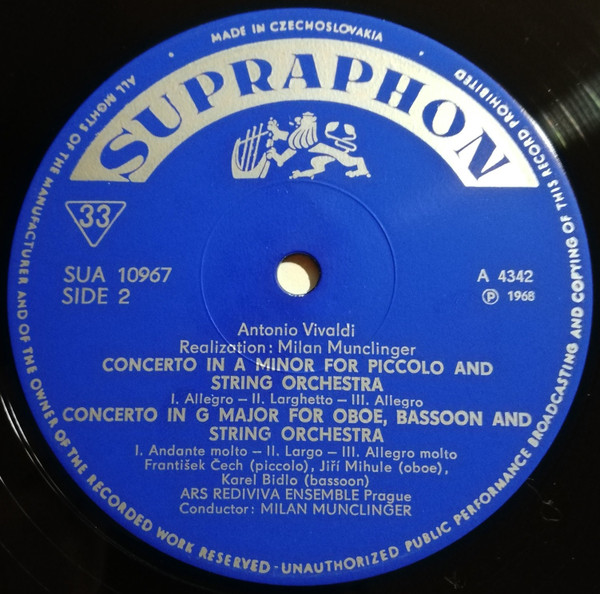 MADE IN CZECHOSLOVAKIA
SUPRAPHON
33
SUA 10967
SIDE 2
A 4342
Ⓟ 1968
Antonio Vivaldi
Realization: Milan Munclinger
CONCERTO IN A MINOR FOR PICCOLO AND
STRING ORCHESTRA
I. Allegro – II. Larghetto – III. Allegro
CONCERTO IN G MAJOR FOR OBOE, BASSOON AND
STRING ORCHESTRA
I. Andante molto – II. Largo – III. Allegro molto
František Čech (piccolo), Jiří Mihule (oboe),
Karel Bidlo (bassoon)
ARS REDIVIVA ENSEMBLE Prague
Conductor: MILAN MUNCLINGER
ALL RIGHTS OF THE MANUFACTURER AND OF THE OWNER OF THE RECORDED WORK RESERVED - UNAUTHORIZED PUBLIC PERFORMANCE BROADCASTING AND COPYING OF THIS RECORD PROHIBITED